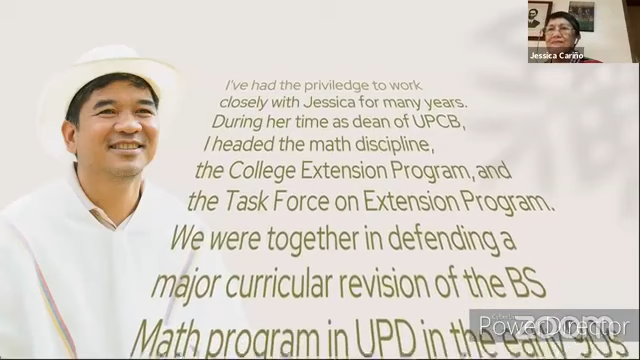 Jessica Cariño
I've had the priviledge to work
closely with Jessica for many years.
During her time as dean of UPCB,
I headed the math discipline,
the College Extension Program, and
the Task Force on Extension Program.
We were together in defending a
major curricular revision of the BS
Math program in UPD in the early 90s
zoom
PowerDirector